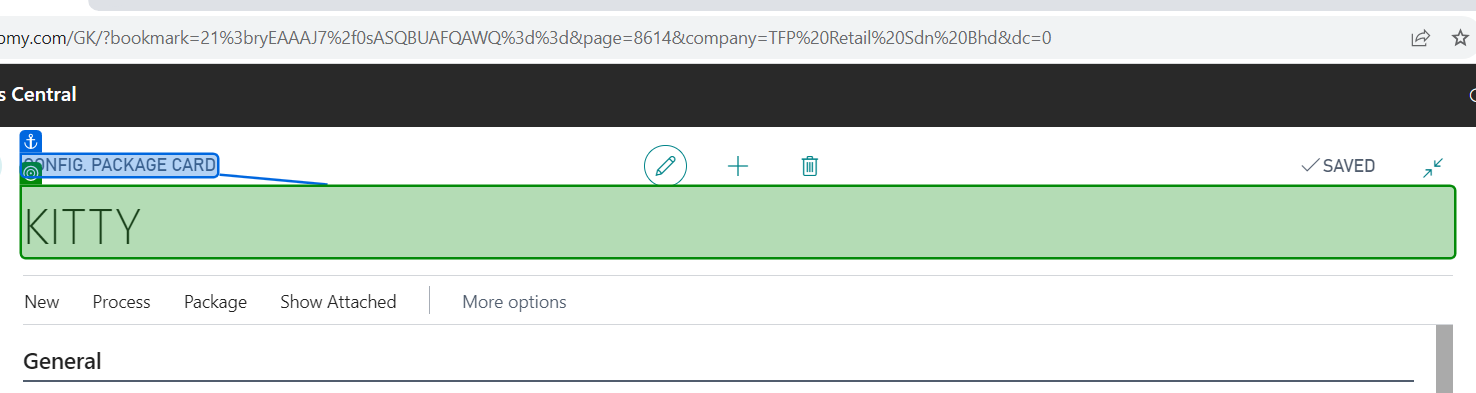 omy.com/GK/?bookmark=21%3bryEAAAJ7%2f0sASQBUAFQAWQ%3d%3d&page=8614&company=TFP%20Retail%20Sdn%20Bhd&dc=0
s Central
CONFIG. PACKAGE CARD
SAVED
KITTY
New Process Package Show Attached More options
General